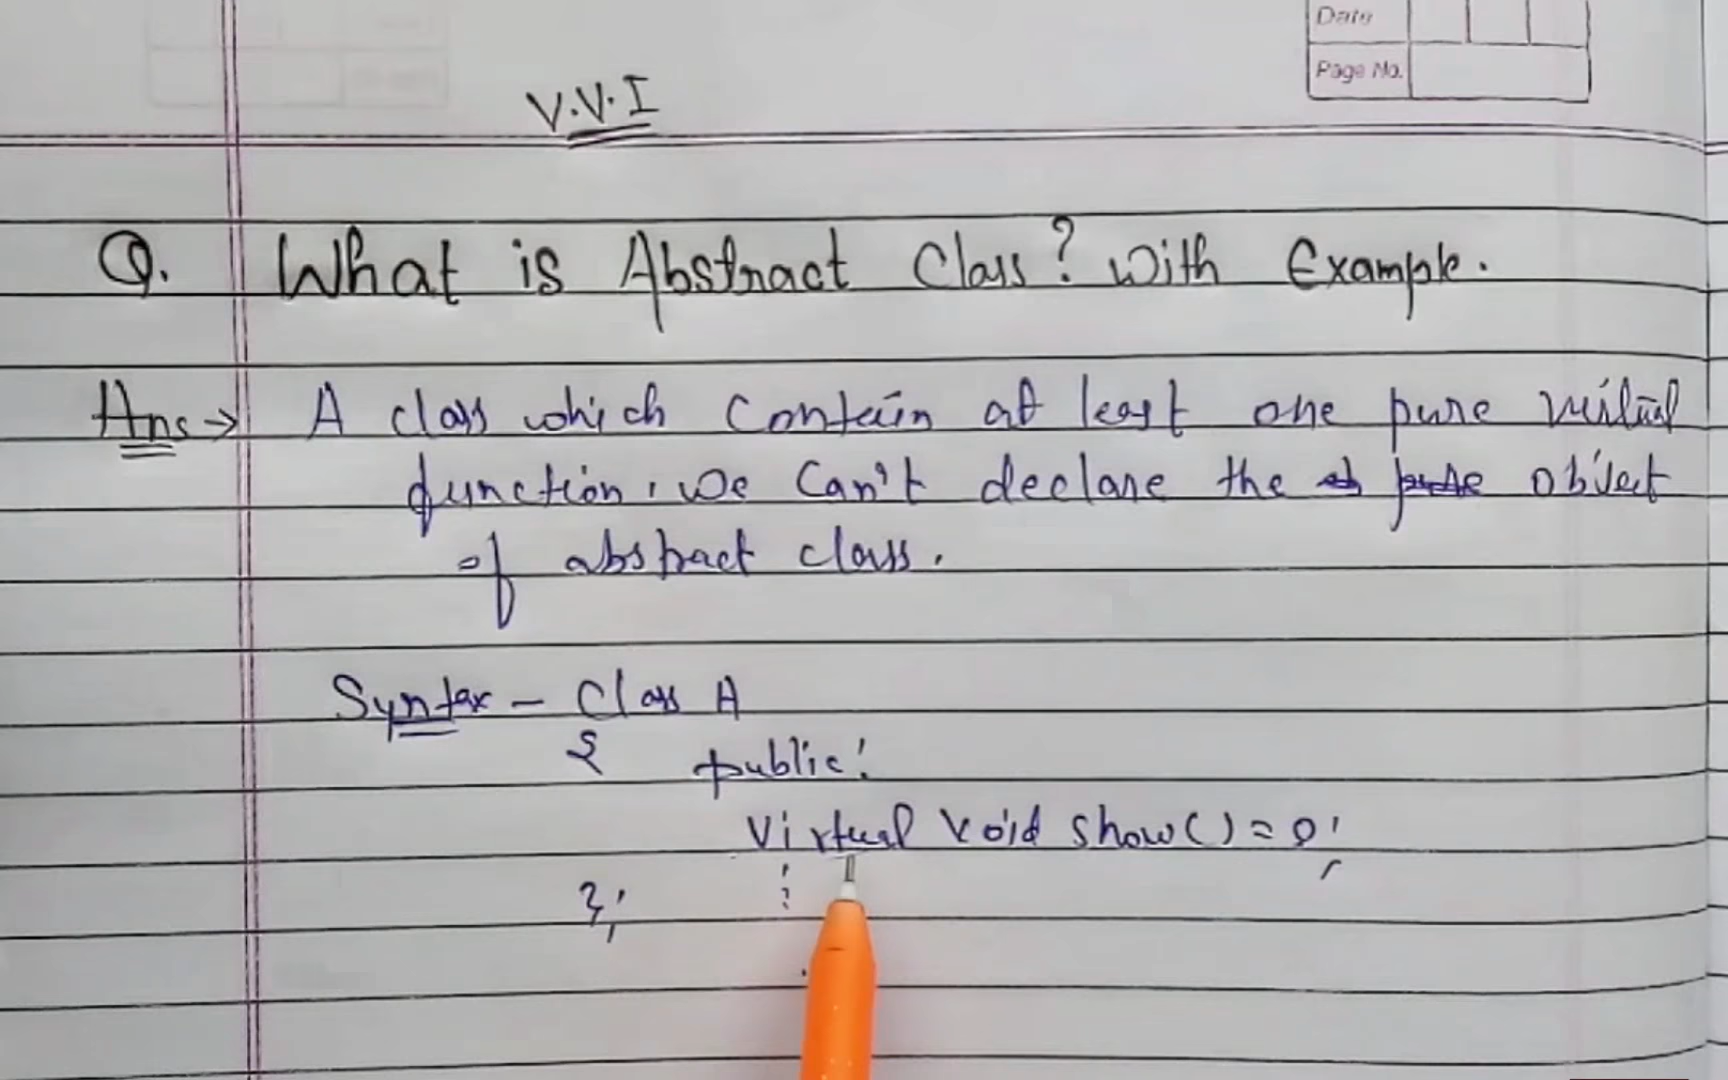 Date
Page No.
V.V.I
Q. What is Abstract Class? With Example.
Ans→ A class which contain at least one pure virtual
function, we can't declare the object
of abstract class.
Syntax - Class A
{ public:
Virtual void show() = 0;
};